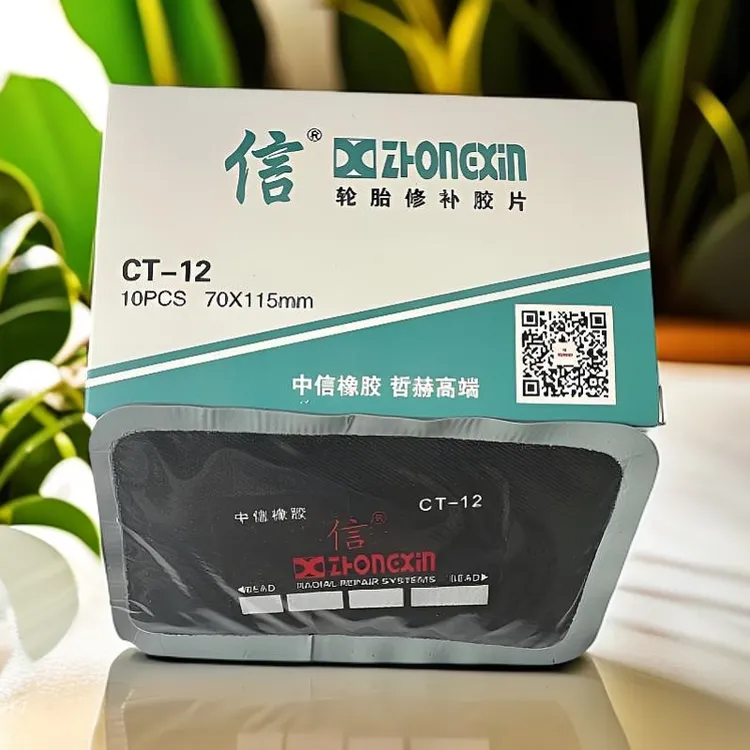 信® ZHONGXIN
轮胎修补胶片
CT-12
10PCS 70X115mm
中信橡胶 哲赫高端
中信橡胶 CT-12
信®
ZHONGXIN
RADIAL REPAIR SYSTEMS
◀BEAD BEAD▶